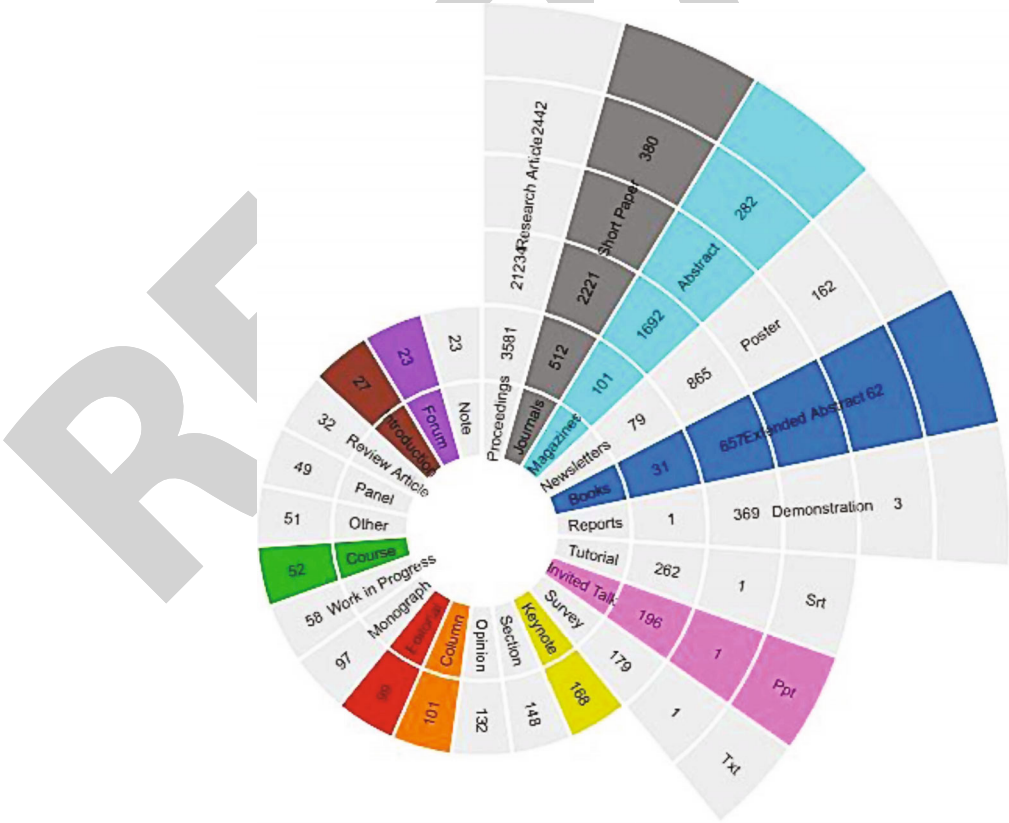 Proceedings 3581 21234 Research Article 2442
Journals 512 2221 Short Paper 380
Magazines 101 1692 Abstract 282
Newsletters 79 865 Poster 162
Books 31 657 Extended Abstract 62
Reports 1 369 Demonstration 3
Tutorial 262 1 Srt
Invited Talk 196 1 Ppt
Survey 179 1 Txt
Keynote 168
Section 148
Opinion 132
Column 101
Editorial 99
Monograph 97
Work in Progress 58
Course 52
Other 51
Panel 49
Review Article 32
Introduction 27
Forum 23
Note 23